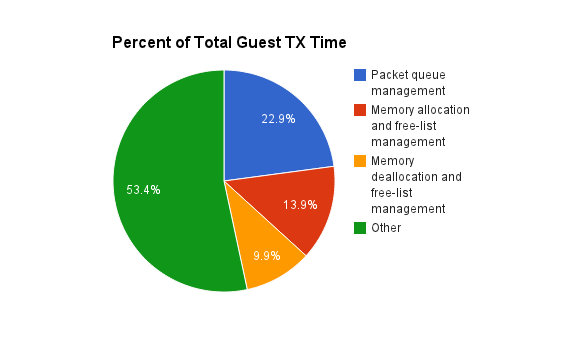 Percent of Total Guest TX Time
22.9%
13.9%
9.9%
53.4%
Packet queue
management
Memory allocation
and free-list
management
Memory
deallocation and
free-list
management
Other